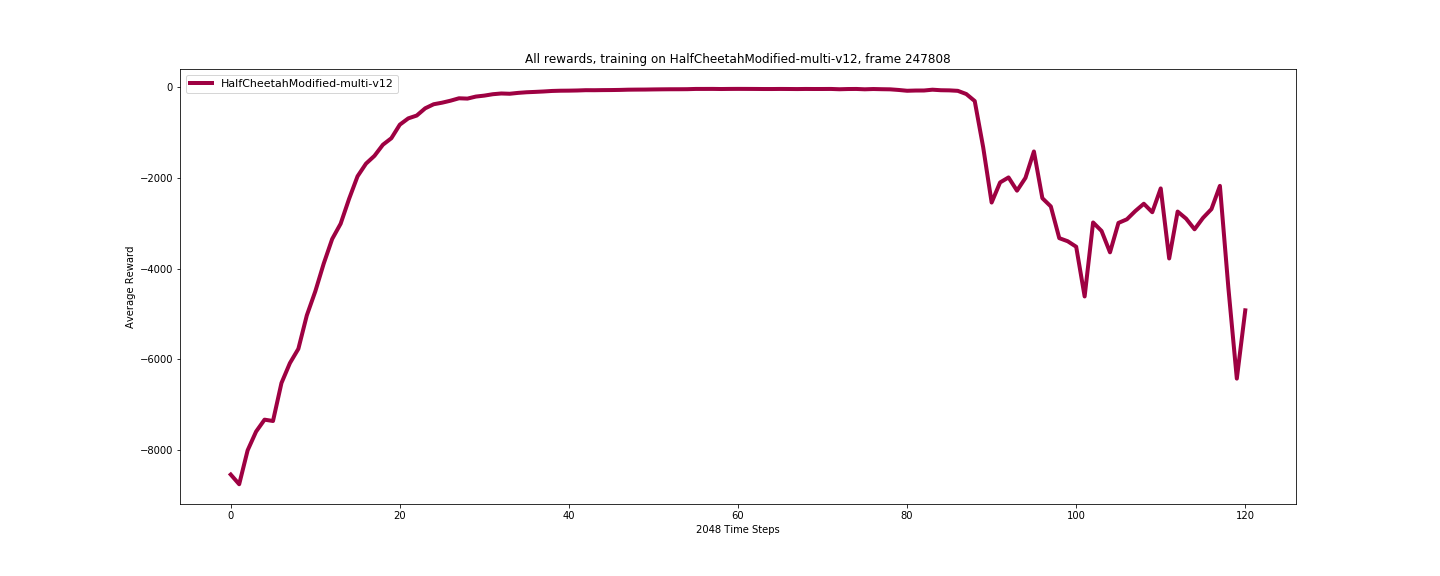 All rewards, training on HalfCheetahModified-multi-v12, frame 247808
HalfCheetahModified-multi-v12
0
−2000
−4000
−6000
−8000
Average Reward
0 20 40 60 80 100 120
2048 Time Steps